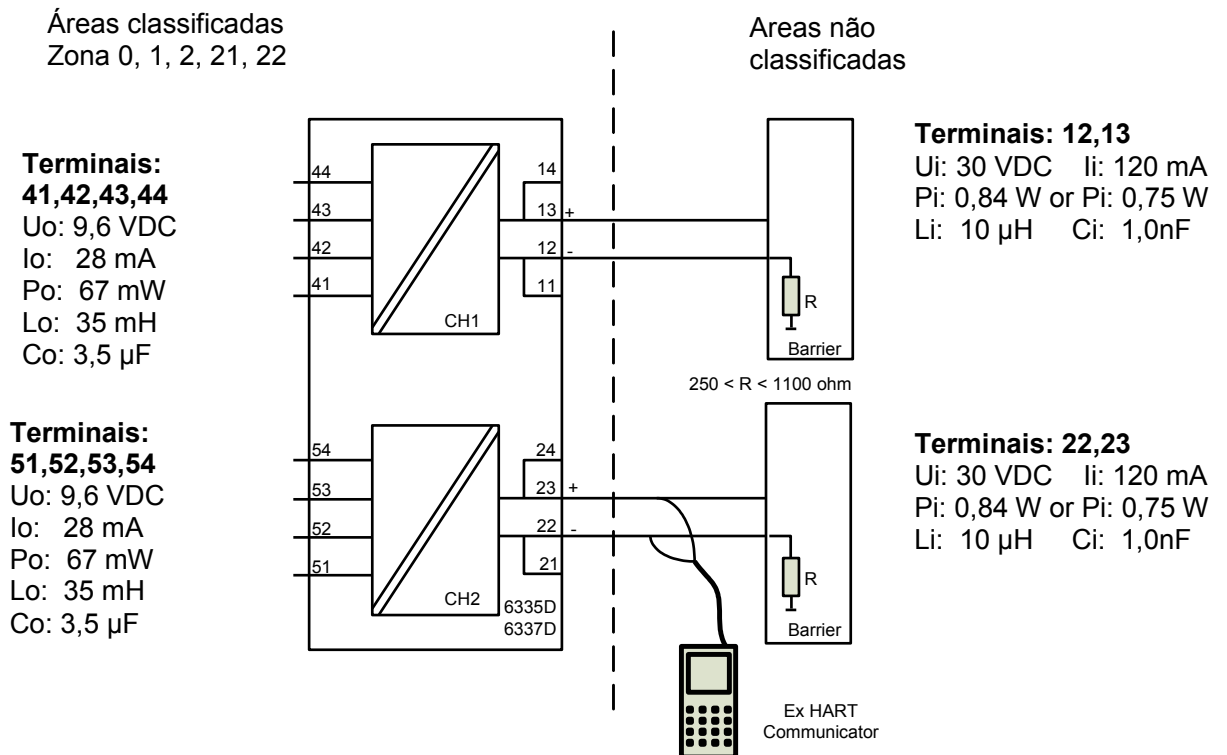 Áreas classificadas
Zona 0, 1, 2, 21, 22
Areas não
classificadas
Terminais:
41,42,43,44
Uo: 9,6 VDC
Io: 28 mA
Po: 67 mW
Lo: 35 mH
Co: 3,5 µF
44
43
42
41
CH1
14
13 +
12 -
11
R
Barrier
Terminais: 12,13
Ui: 30 VDC Ii: 120 mA
Pi: 0,84 W or Pi: 0,75 W
Li: 10 µH Ci: 1,0nF
250 < R < 1100 ohm
Terminais:
51,52,53,54
Uo: 9,6 VDC
Io: 28 mA
Po: 67 mW
Lo: 35 mH
Co: 3,5 µF
54
53
52
51
CH2
24
23 +
22 -
21
6335D
6337D
R
Barrier
Terminais: 22,23
Ui: 30 VDC Ii: 120 mA
Pi: 0,84 W or Pi: 0,75 W
Li: 10 µH Ci: 1,0nF
Ex HART
Communicator